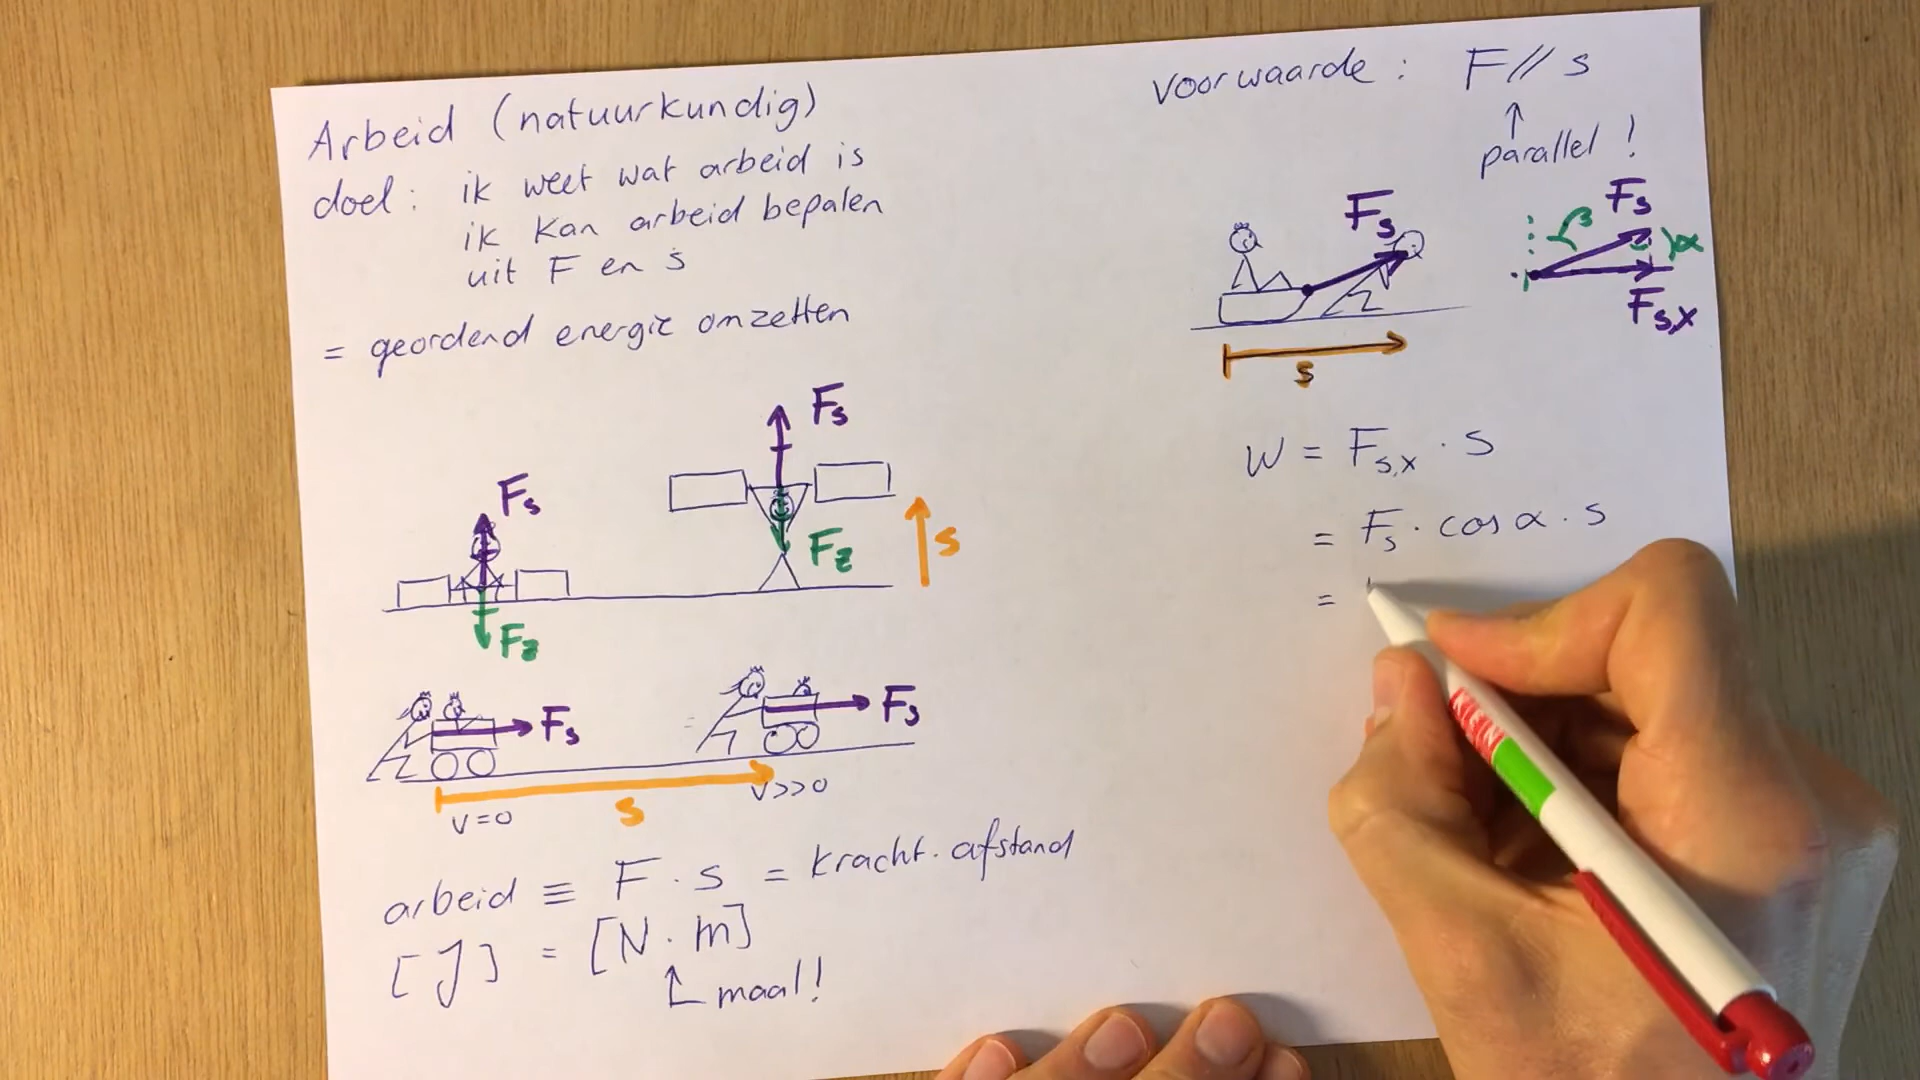 Arbeid (natuurkundig)
doel: ik weet wat arbeid is
ik kan arbeid bepalen
uit F en s
= geordend energie omzetten
Fs
Fz
Fs
Fz
s
Fs
Fs
v=0
s
v>>0
arbeid ≡ F · s = kracht · afstand
[J] = [N · m]
maal!
voorwaarde: F // s
parallel!
Fs
s
β
Fs
α
Fs,x
W = Fs,x · s
= Fs · cos α · s
=